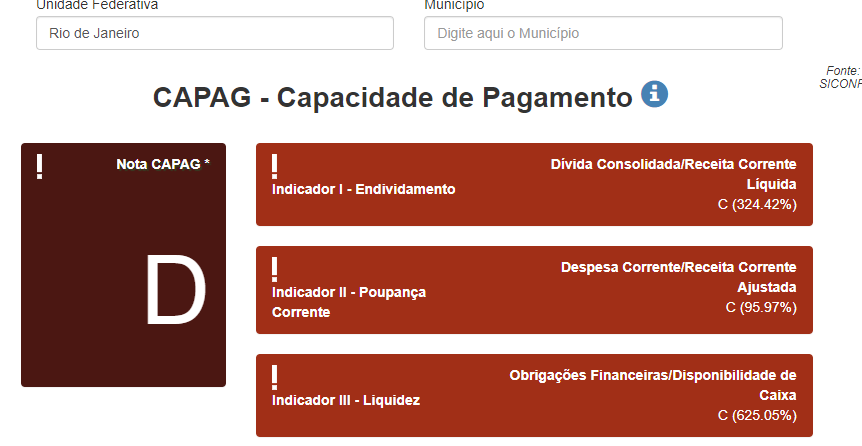 Unidade Federativa
Município
Rio de Janeiro
Digite aqui o Município
Fonte:
CAPAG - Capacidade de Pagamento
Nota CAPAG *
D
Indicador I - Endividamento
Dívida Consolidada/Receita Corrente
Líquida
C (324.42%)
Indicador II - Poupança
Corrente
Despesa Corrente/Receita Corrente
Ajustada
C (95.97%)
Indicador III - Liquidez
Obrigações Financeiras/Disponibilidade de
Caixa
C (625.05%)